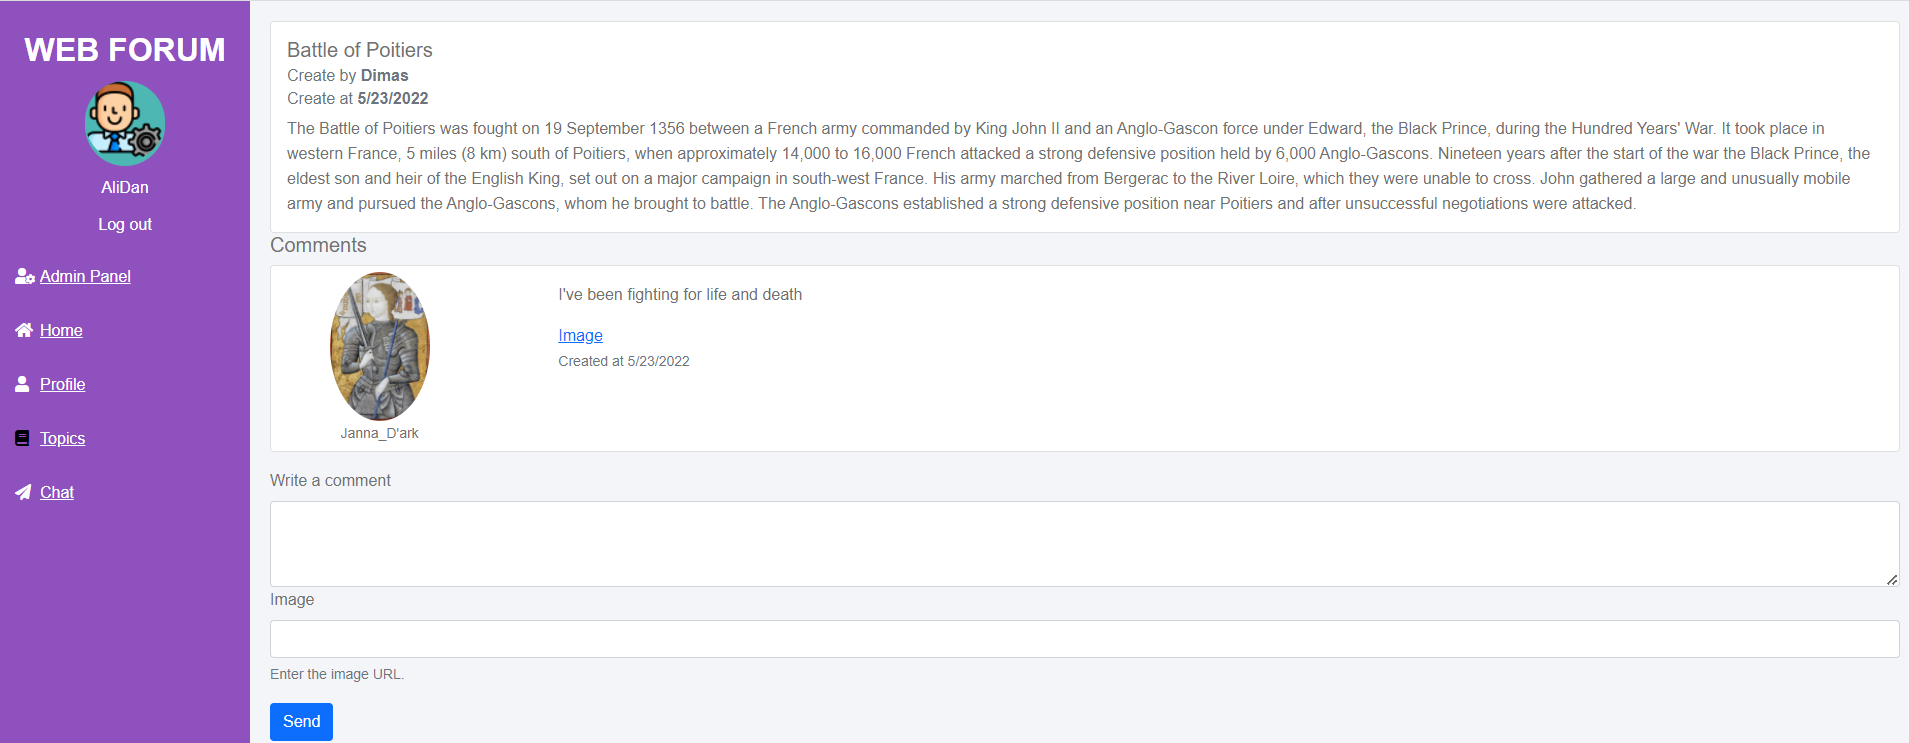 WEB FORUM
AliDan
Log out
Admin Panel
Home
Profile
Topics
Chat
Battle of Poitiers
Create by Dimas
Create at 5/23/2022
The Battle of Poitiers was fought on 19 September 1356 between a French army commanded by King John II and an Anglo-Gascon force under Edward, the Black Prince, during the Hundred Years' War. It took place in
western France, 5 miles (8 km) south of Poitiers, when approximately 14,000 to 16,000 French attacked a strong defensive position held by 6,000 Anglo-Gascons. Nineteen years after the start of the war the Black Prince, the
eldest son and heir of the English King, set out on a major campaign in south-west France. His army marched from Bergerac to the River Loire, which they were unable to cross. John gathered a large and unusually mobile
army and pursued the Anglo-Gascons, whom he brought to battle. The Anglo-Gascons established a strong defensive position near Poitiers and after unsuccessful negotiations were attacked.
Comments
I've been fighting for life and death
Image
Created at 5/23/2022
Janna_D'ark
Write a comment
Image
Enter the image URL.
Send